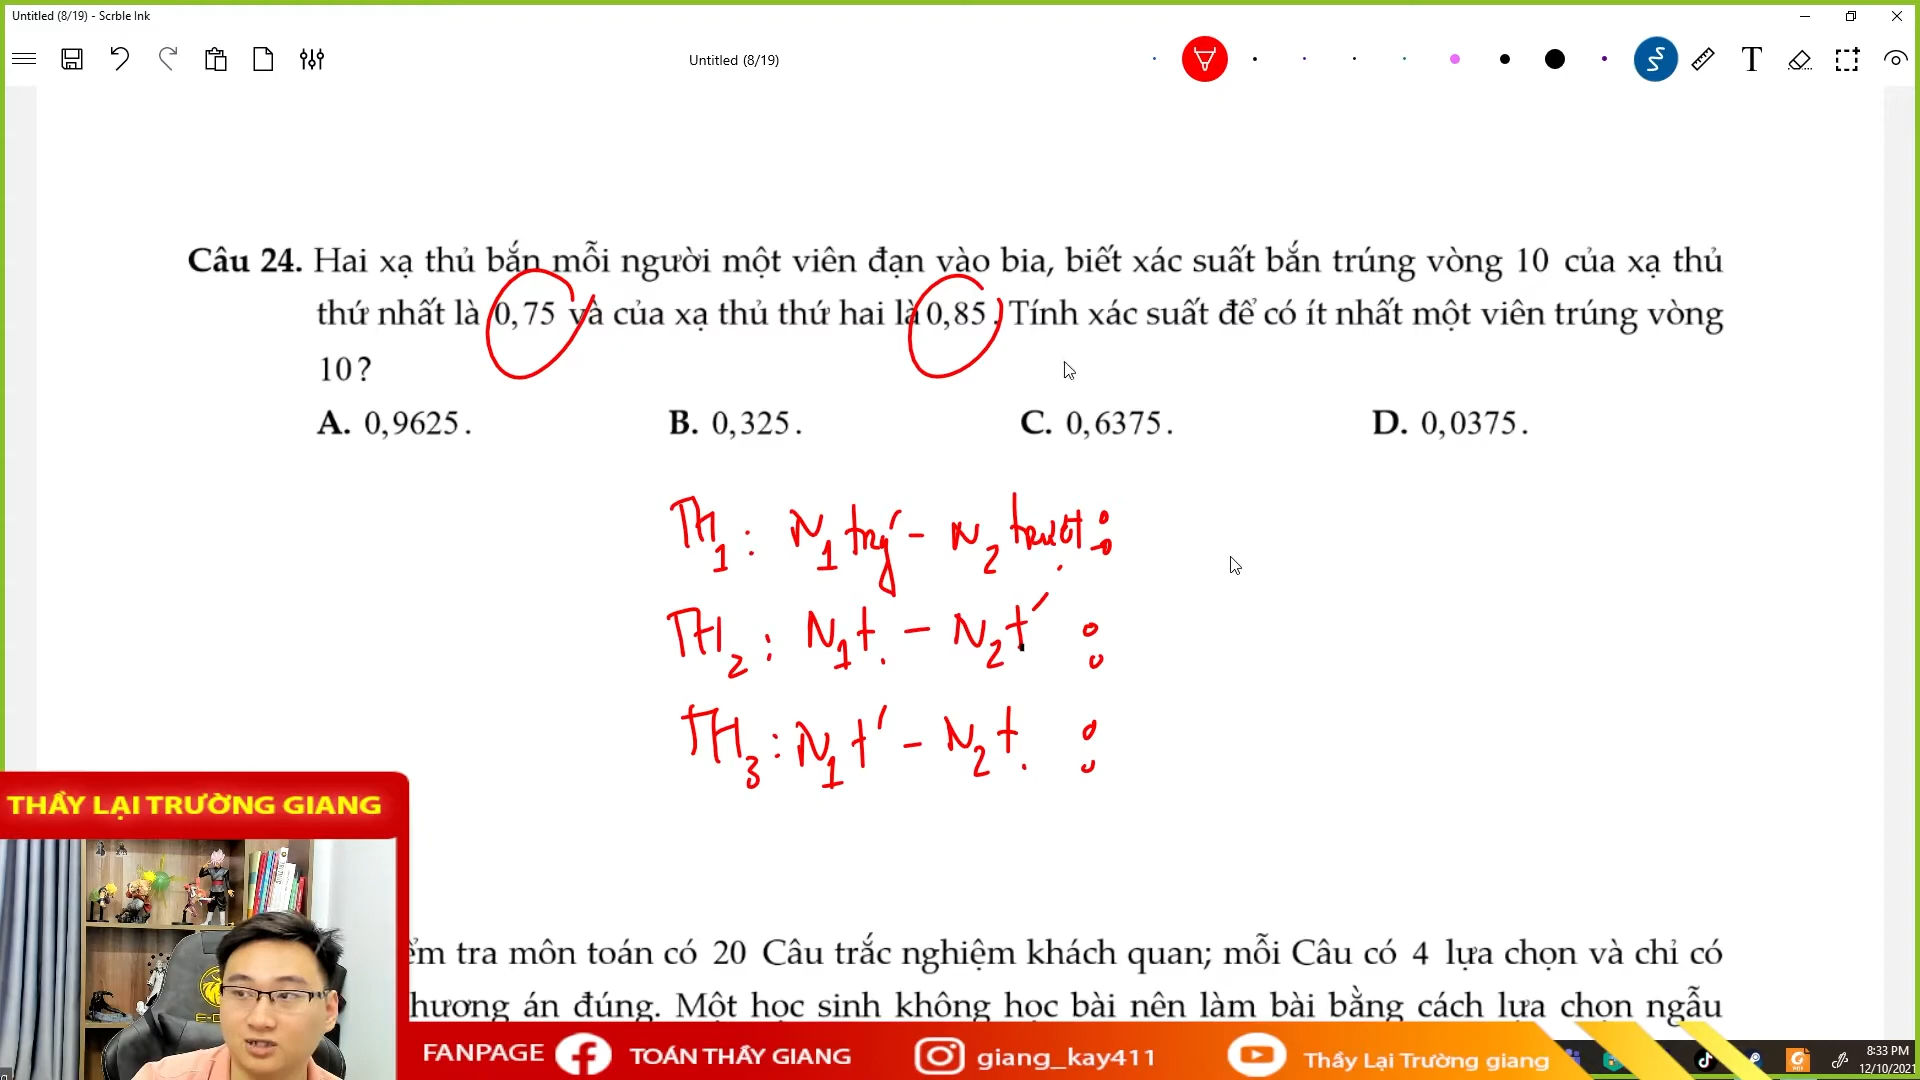 Untitled (8/19) - Scrble Ink
Untitled (8/19)
T
Câu 24. Hai xạ thủ bắn mỗi người một viên đạn vào bia, biết xác suất bắn trúng vòng 10 của xạ thủ
thứ nhất là 0,75 và của xạ thủ thứ hai là 0,85. Tính xác suất để có ít nhất một viên trúng vòng
10?
A. 0,9625. B. 0,325. C. 0,6375. D. 0,0375.
TH1: N1 - N2 trượt:
TH2: N1 t. - N2 t' :
TH3: N1 t' - N2 t. :
THẦY LẠI TRƯỜNG GIANG
ểm tra môn toán có 20 Câu trắc nghiệm khách quan; mỗi Câu có 4 lựa chọn và chỉ có
hương án đúng. Một học sinh không học bài nên làm bài bằng cách lựa chọn ngẫu
FANPAGE TOÁN THẦY GIANG giang_kay411 Thầy Lại Trường giang
8:33 PM
12/10/2021